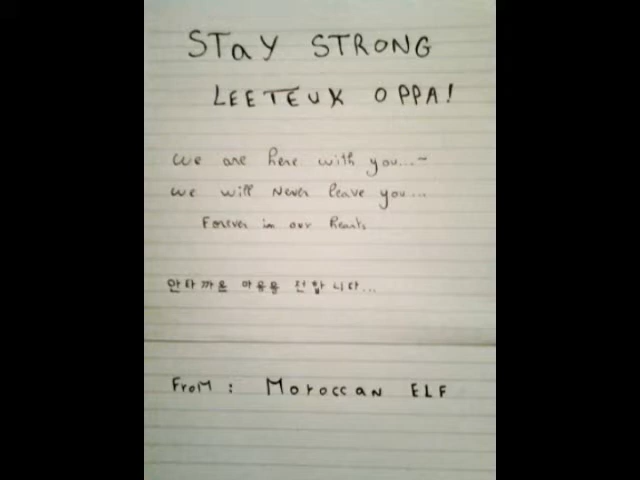 STaY STRONG
LEETEUK OPPA!
We are here with you...~
We will Never leave you...
Forever in our hearts
안타까운 마음을 전합니다...
FroM : Moroccan ELF